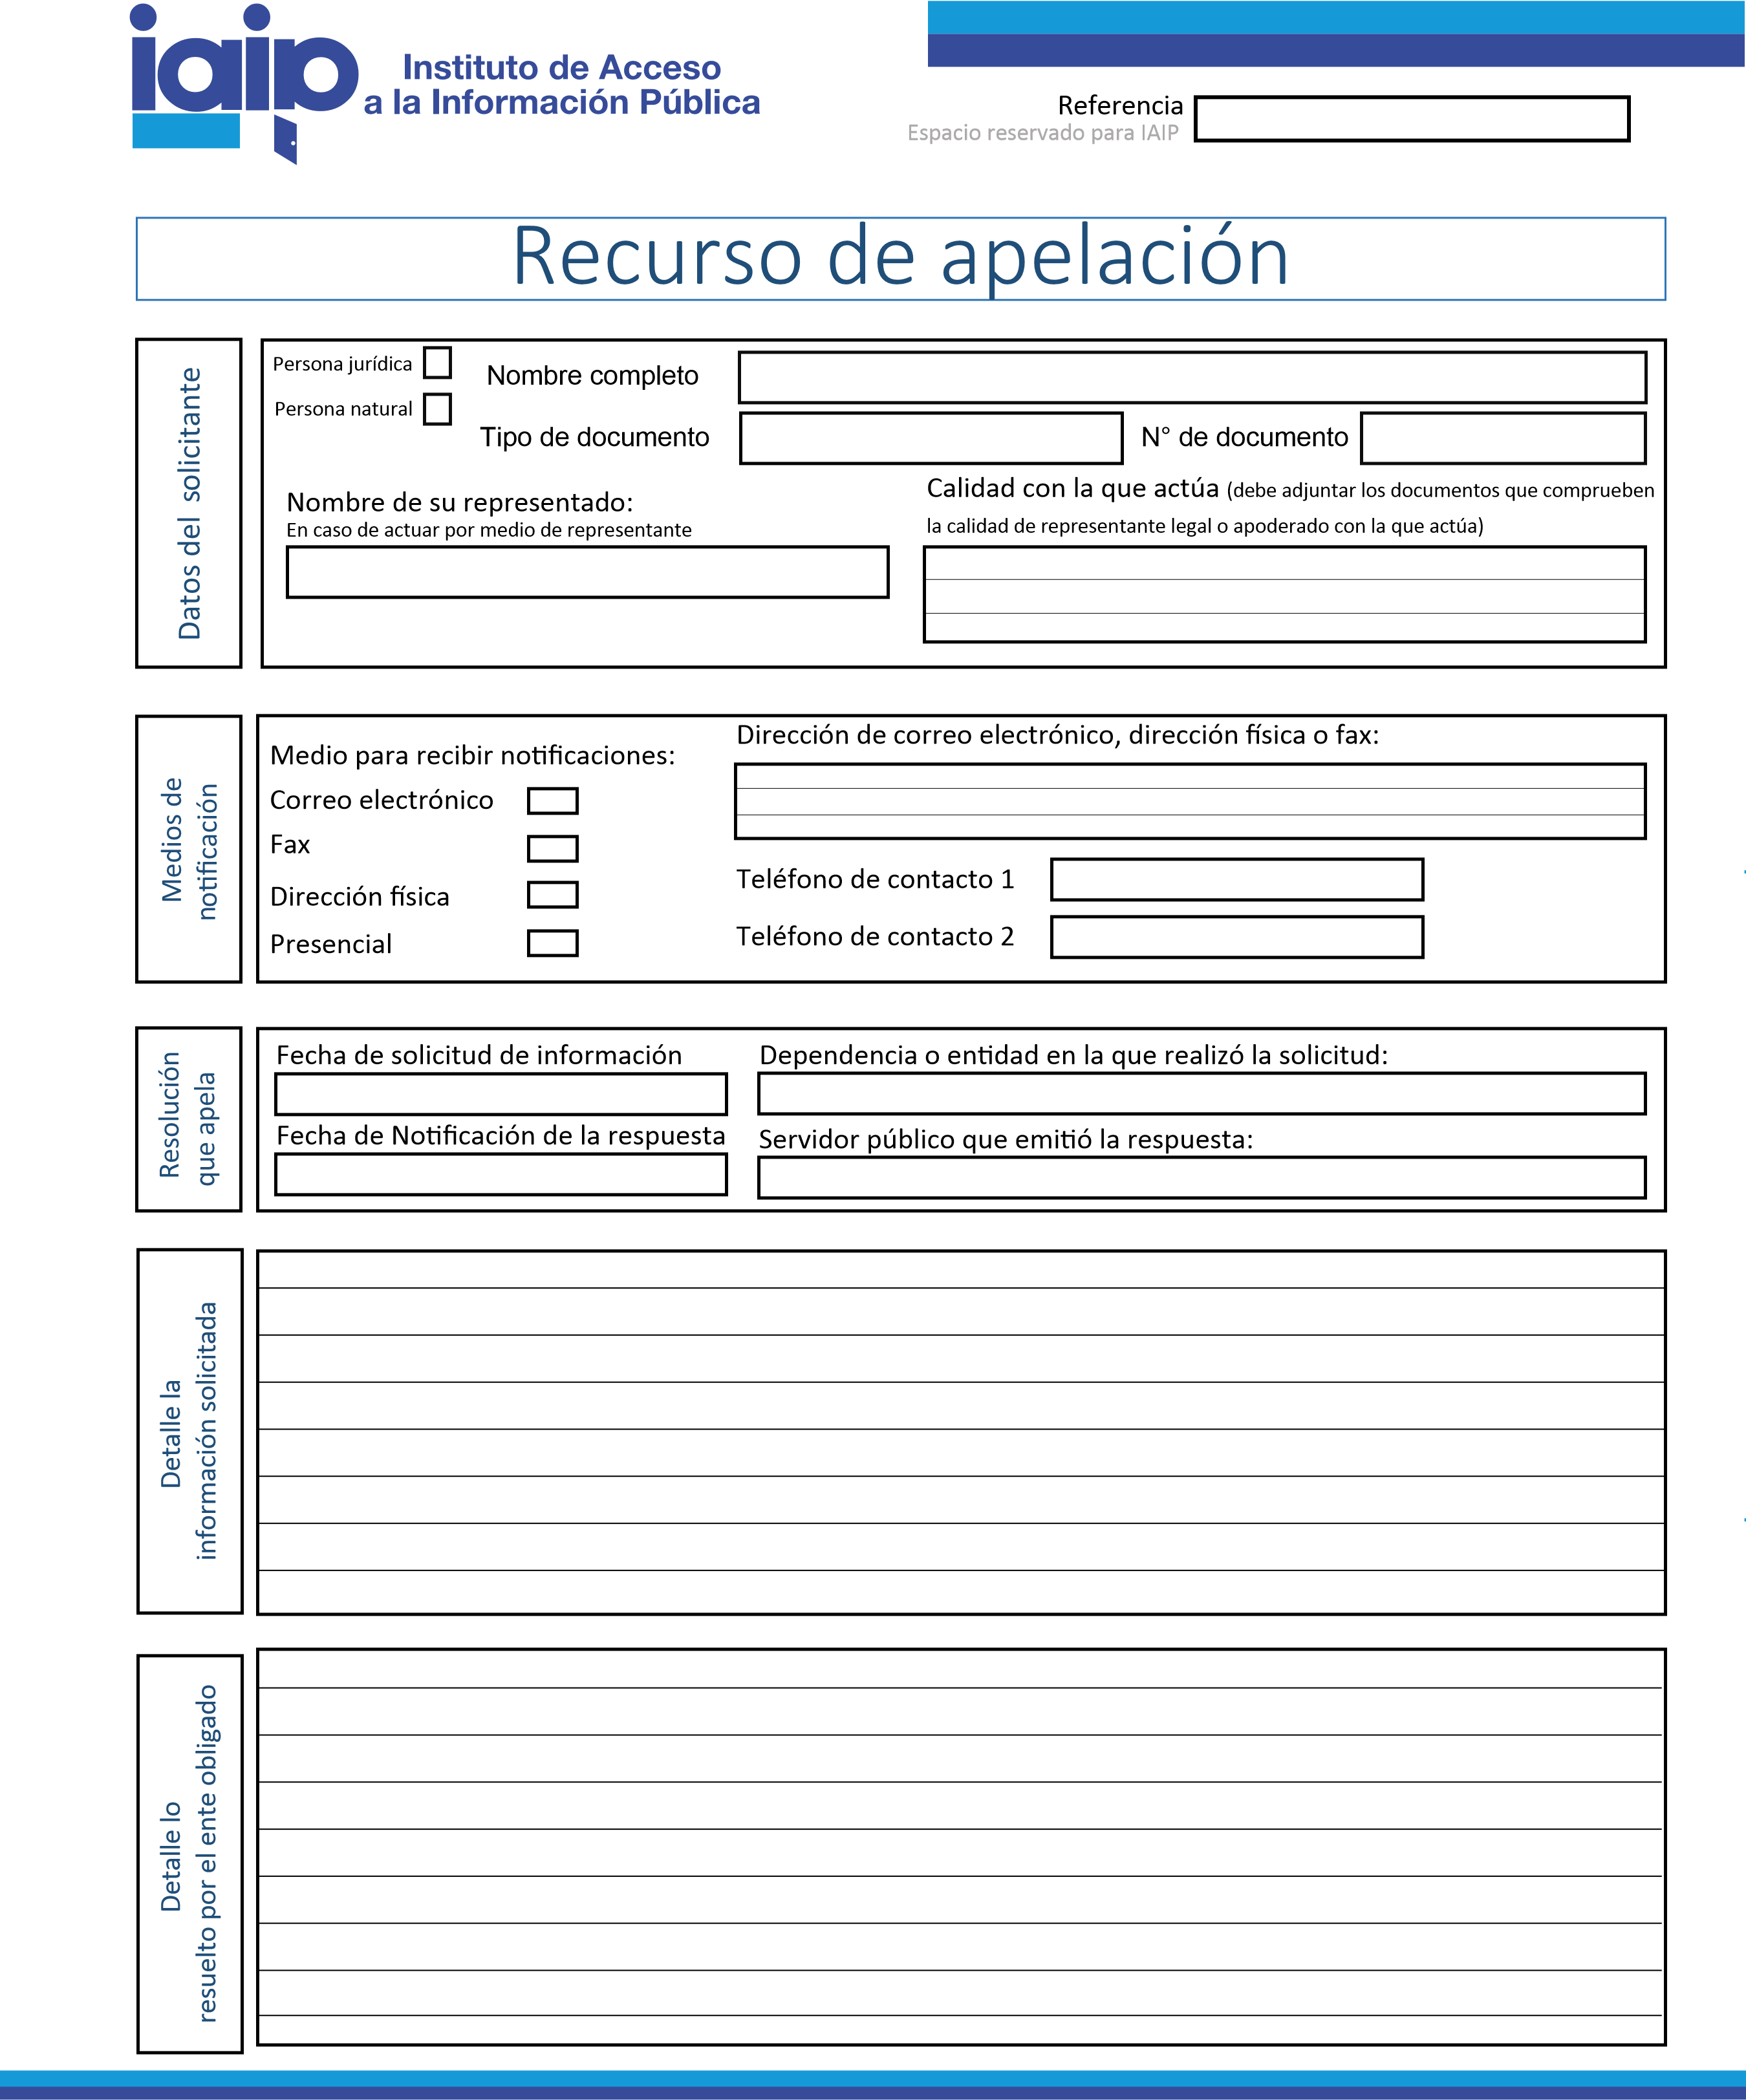 iaip
Instituto de Acceso
a la Información Pública
Referencia
Espacio reservado para IAIP
Recurso de apelación
Datos del solicitante
Persona jurídica
Persona natural
Nombre completo
Tipo de documento
N° de documento
Nombre de su representado:
En caso de actuar por medio de representante
Calidad con la que actúa (debe adjuntar los documentos que comprueben
la calidad de representante legal o apoderado con la que actúa)
Medios de
notificación
Medio para recibir notificaciones:
Correo electrónico
Fax
Dirección física
Presencial
Dirección de correo electrónico, dirección física o fax:
Teléfono de contacto 1
Teléfono de contacto 2
Resolución
que apela
Fecha de solicitud de información
Dependencia o entidad en la que realizó la solicitud:
Fecha de Notificación de la respuesta
Servidor público que emitió la respuesta:
Detalle la
información solicitada
Detalle lo
resuelto por el ente obligado